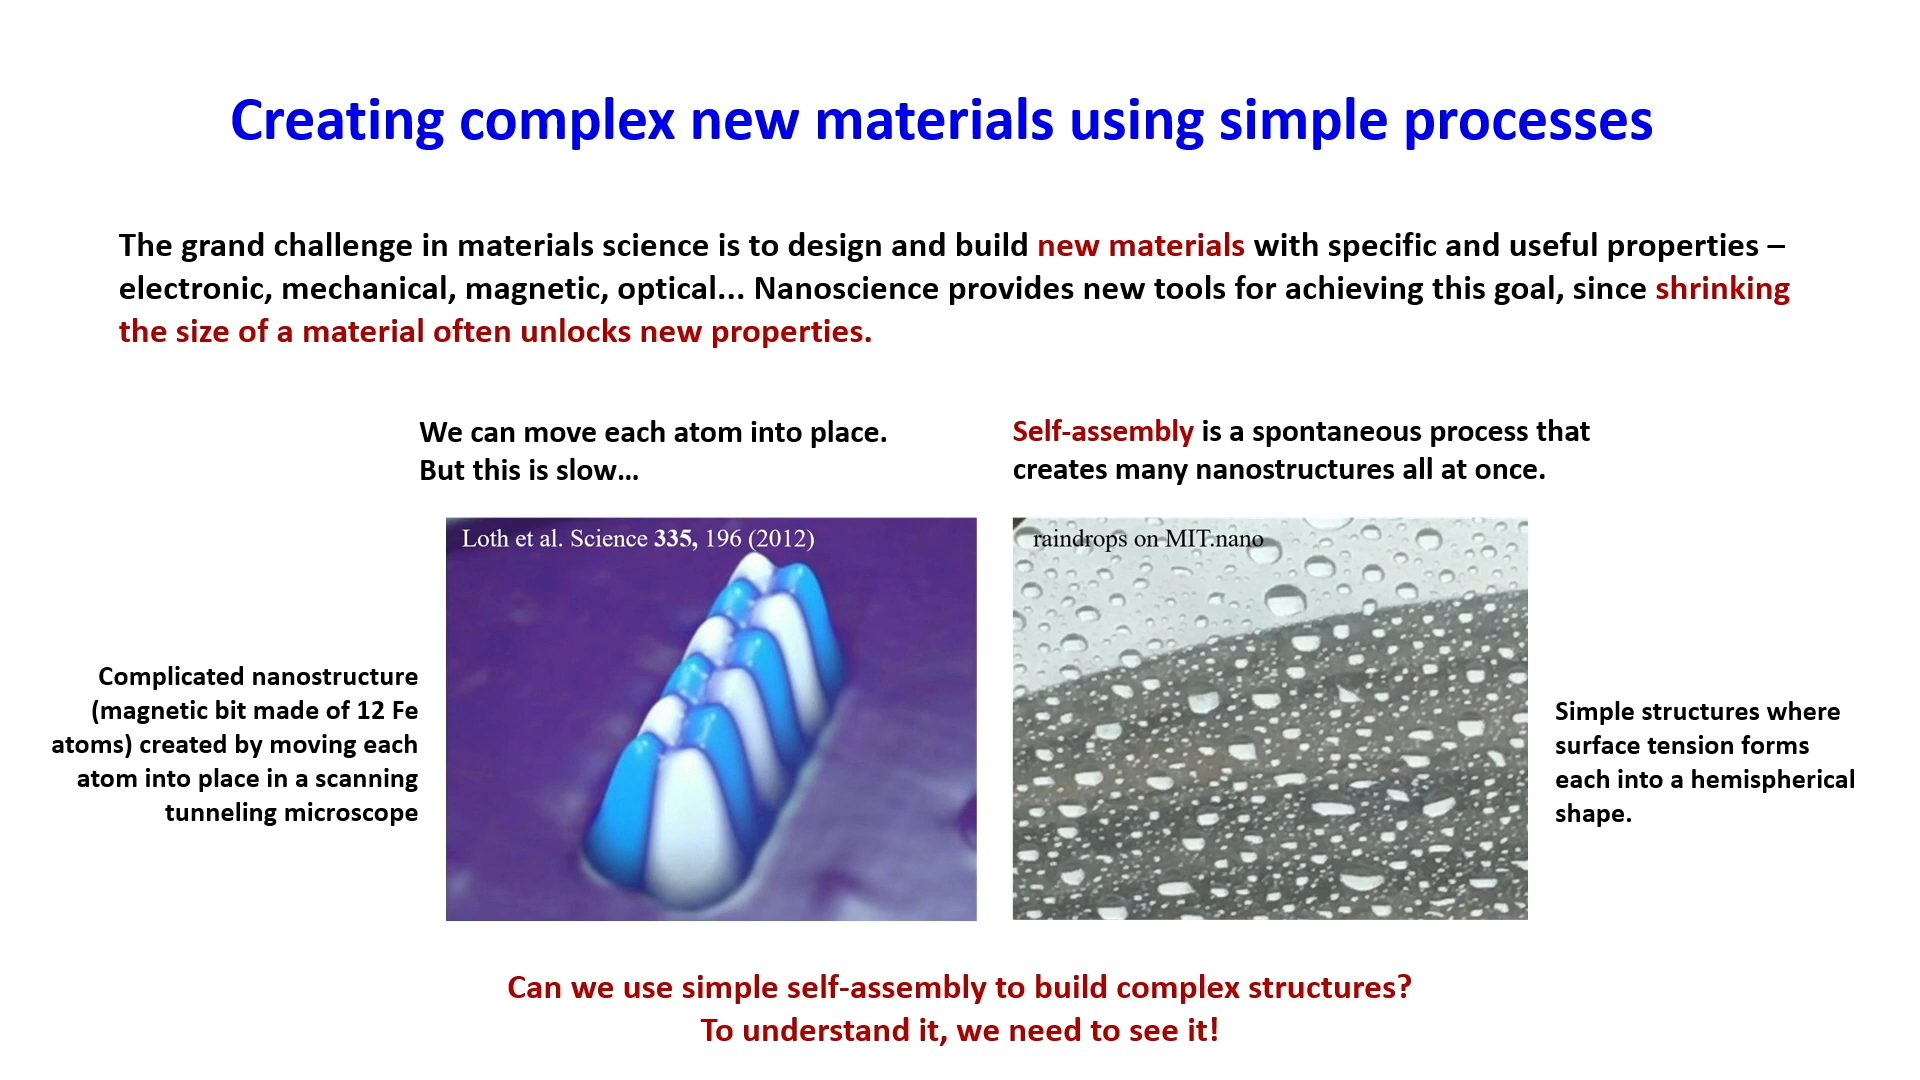 Creating complex new materials using simple processes
The grand challenge in materials science is to design and build new materials with specific and useful properties –
electronic, mechanical, magnetic, optical... Nanoscience provides new tools for achieving this goal, since shrinking
the size of a material often unlocks new properties.
We can move each atom into place.
But this is slow…
Self-assembly is a spontaneous process that
creates many nanostructures all at once.
Loth et al. Science 335, 196 (2012)
raindrops on MIT.nano
Complicated nanostructure
(magnetic bit made of 12 Fe
atoms) created by moving each
atom into place in a scanning
tunneling microscope
Simple structures where
surface tension forms
each into a hemispherical
shape.
Can we use simple self-assembly to build complex structures?
To understand it, we need to see it!